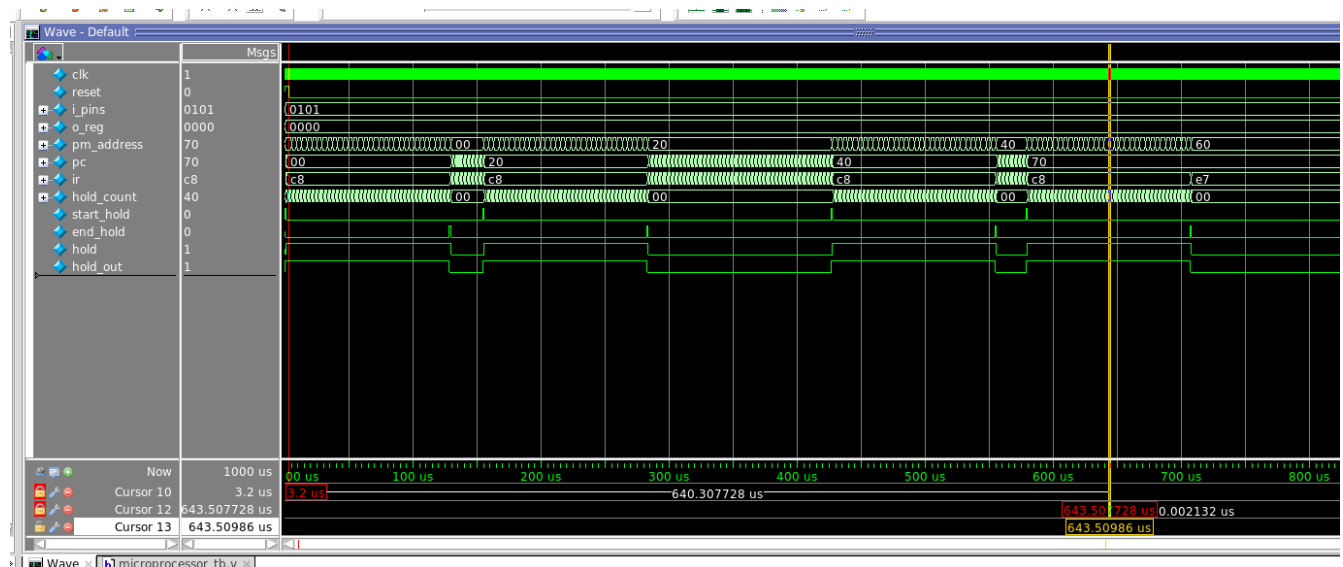 Wave - Default
Msgs
clk 1
reset 0
i_pins 0101 0101
o_reg 0000 0000
pm_address 70 00 20 40 60
pc 70 00 20 40 70
ir c8 c8 c8 c8 c8 e7
hold_count 40 00 00 00 00
start_hold 0
end_hold 0
hold 1
hold_out 1
Now 1000 us 00 us 100 us 200 us 300 us 400 us 500 us 600 us 700 us 800 us
Cursor 10 3.2 us 3.2 us 640.307728 us
Cursor 12 643.507728 us 643.507728 us 0.002132 us
Cursor 13 643.50986 us 643.50986 us
Wave microprocessor_tb.v